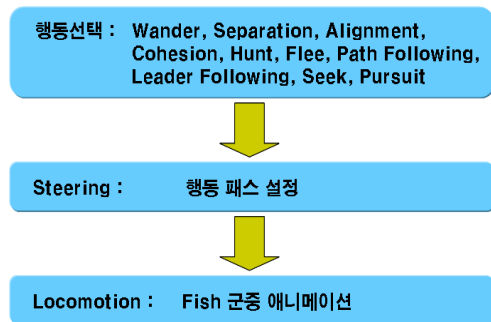 행동선택 : Wander, Separation, Alignment,
Cohesion, Hunt, Flee, Path Following,
Leader Following, Seek, Pursuit
Steering : 행동 패스 설정
Locomotion : Fish 군중 애니메이션